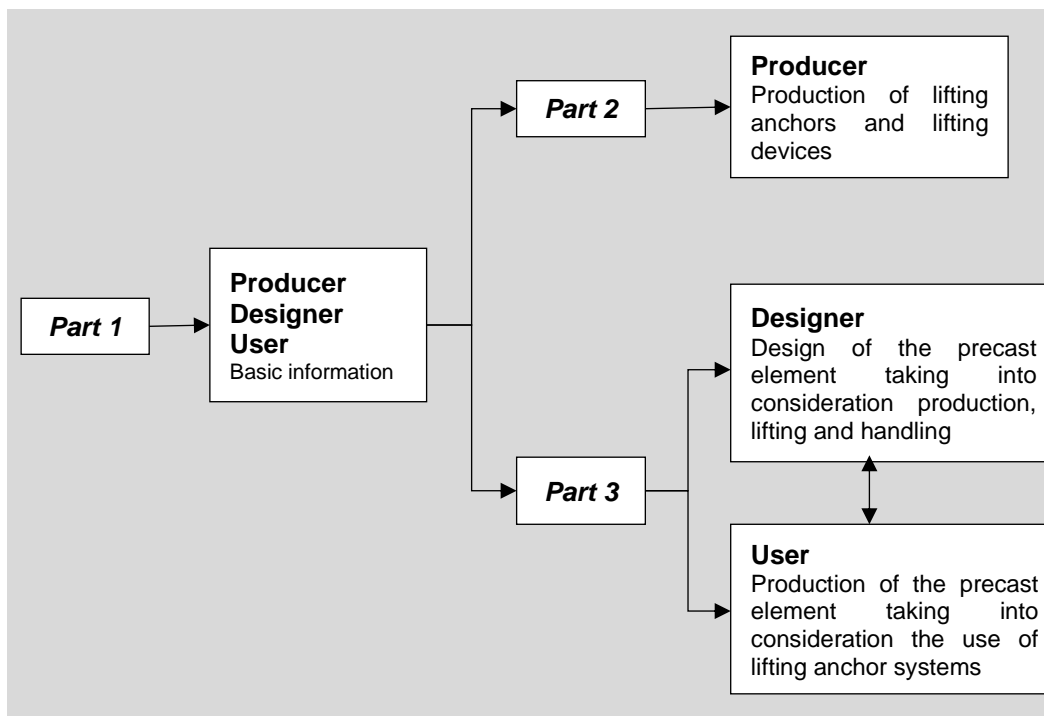 Part 1
Producer
Designer
User
Basic information
Part 2
Producer
Production of lifting
anchors and lifting
devices
Part 3
Designer
Design of the precast
element taking into
consideration production,
lifting and handling
User
Production of the precast
element taking into
consideration the use of
lifting anchor systems